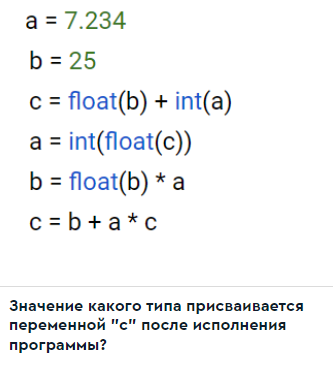 a = 7.234
b = 25
c = float(b) + int(a)
a = int(float(c))
b = float(b) * a
c = b + a * c
Значение какого типа присваивается
переменной "c" после исполнения
программы?